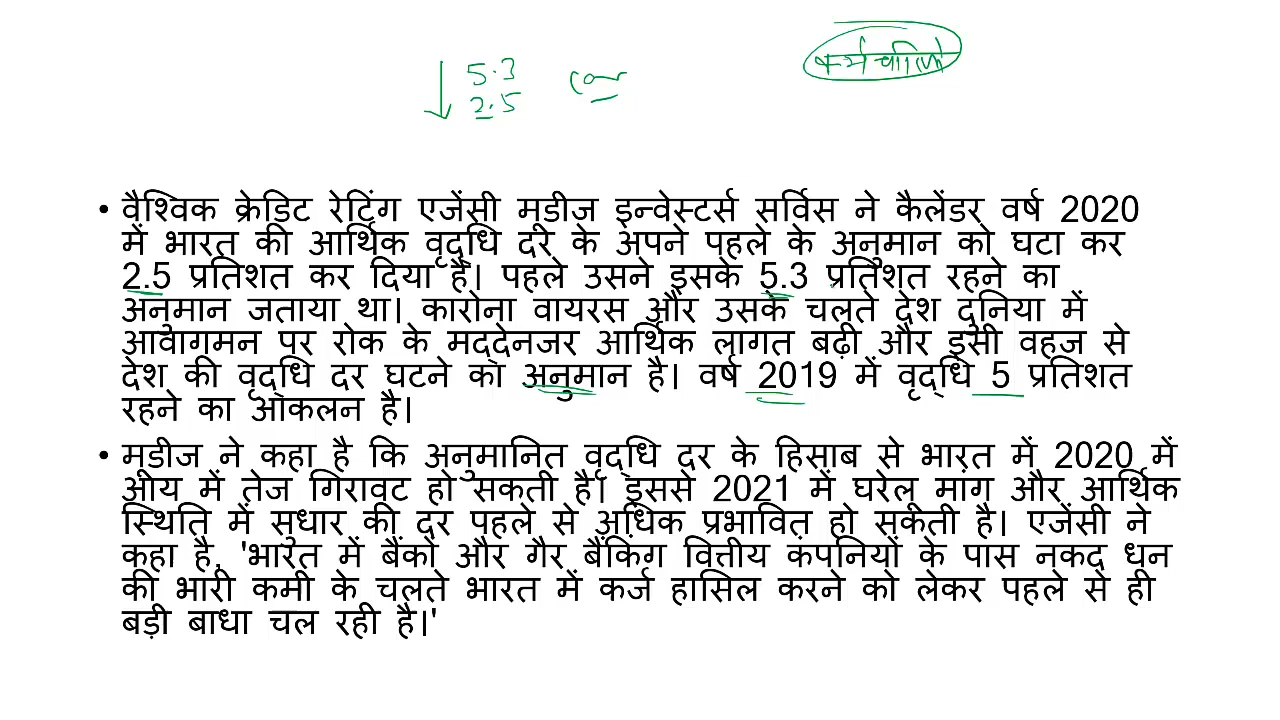 5.3
2.5
• वैश्विक क्रेडिट रेटिंग एजेंसी मूडीज इन्वेस्टर्स सर्विस ने कैलेंडर वर्ष 2020
में भारत की आर्थिक वृद्धि दर के अपने पहले के अनुमान को घटा कर
2.5 प्रतिशत कर दिया है। पहले उसने इसके 5.3 प्रतिशत रहने का
अनुमान जताया था। कारोना वायरस और उसके चलते देश दुनिया में
आवागमन पर रोक के मद्देनजर आर्थिक लागत बढ़ी और इसी वहज से
देश की वृद्धि दर घटने का अनुमान है। वर्ष 2019 में वृद्धि 5 प्रतिशत
रहने का आकलन है।
• मूडीज ने कहा है कि अनुमानित वृद्धि दर के हिसाब से भारत में 2020 में
आय में तेज गिरावट हो सकती है। इससे 2021 में घरेलू मांग और आर्थिक
स्थिति में सुधार की दर पहले से अधिक प्रभावित हो सकती है। एजेंसी ने
कहा है, 'भारत में बैंकों और गैर बैंकिंग वित्तीय कंपनियों के पास नकद धन
की भारी कमी के चलते भारत में कर्ज हासिल करने को लेकर पहले से ही
बड़ी बाधा चल रही है।'